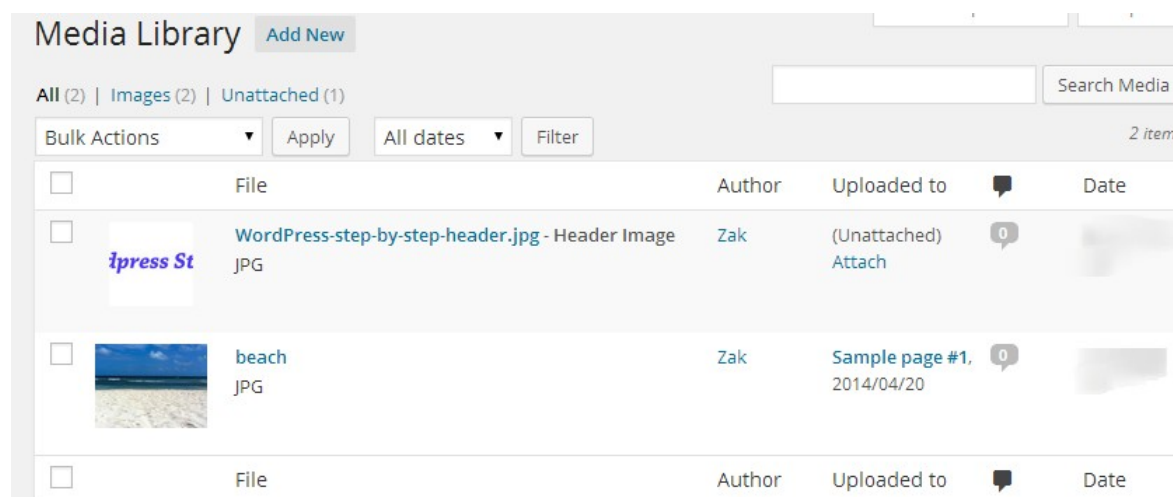 Media Library Add New
All (2) | Images (2) | Unattached (1)
Search Media
Bulk Actions Apply All dates Filter
2 item
File Author Uploaded to Date
WordPress-step-by-step-header.jpg - Header Image Zak (Unattached) 0
JPG Attach
dpress St
beach Zak Sample page #1, 0
JPG 2014/04/20
File Author Uploaded to Date